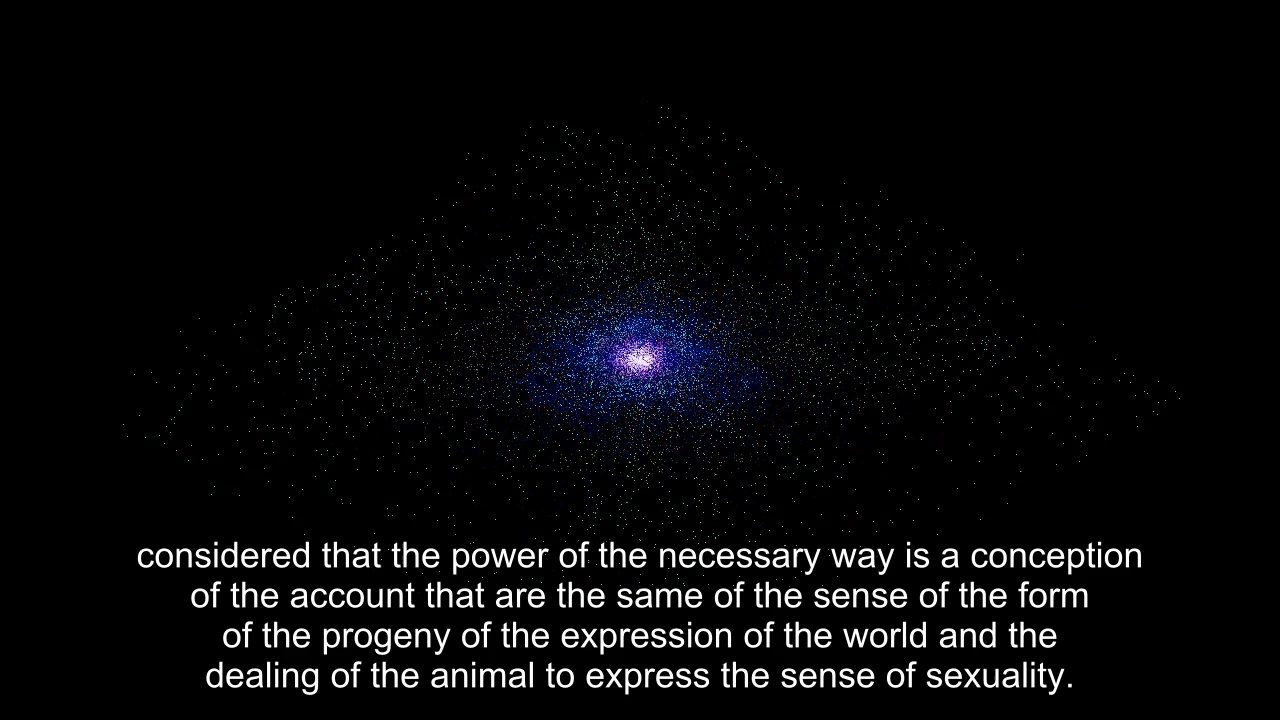 considered that the power of the necessary way is a conception
of the account that are the same of the sense of the form
of the progeny of the expression of the world and the
dealing of the animal to express the sense of sexuality.